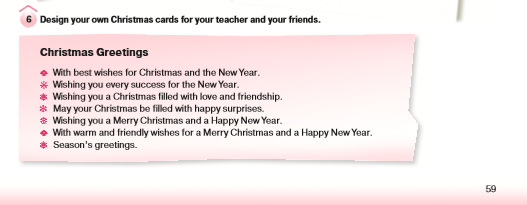 6 Design your own Christmas cards for your teacher and your friends.
Christmas Greetings
With best wishes for Christmas and the New Year.
Wishing you every success for the New Year.
Wishing you a Christmas filled with love and friendship.
May your Christmas be filled with happy surprises.
Wishing you a Merry Christmas and a Happy New Year.
With warm and friendly wishes for a Merry Christmas and a Happy New Year.
Season's greetings.
59